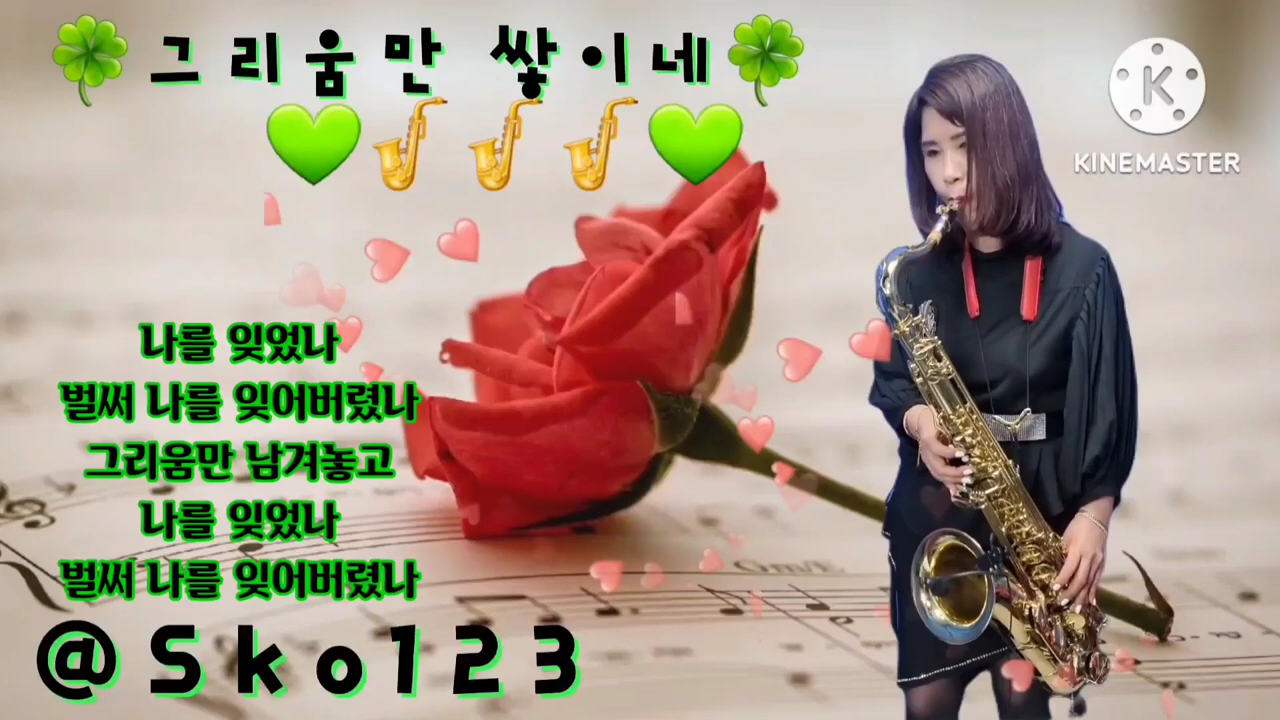 🍀그리움만 쌓이네🍀
💚🎷🎷🎷💚
K
KINEMASTER
나를 잊었나
벌써 나를 잊어버렸나
그리움만 남겨놓고
나를 잊었나
벌써 나를 잊어버렸나
Gm/E
@Sko123